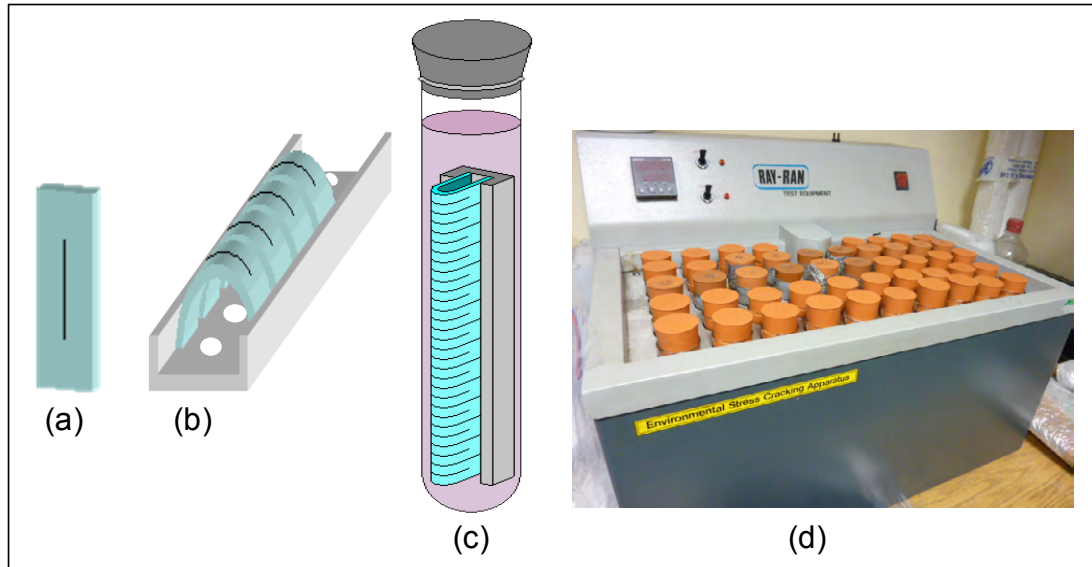 RAY-RAN
TEST EQUIPMENT
Environmental Stress Cracking Apparatus
(a)
(b)
(c)
(d)